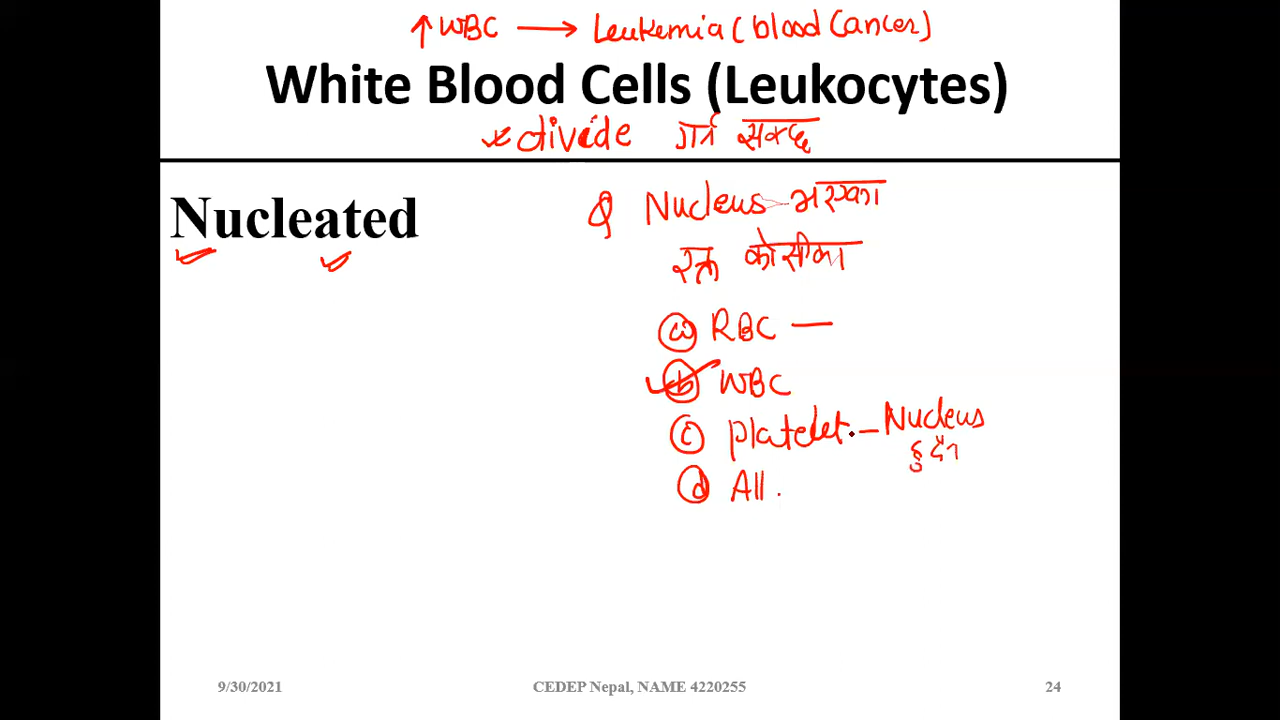 ↑ WBC → Leukemia (blood Cancer)
White Blood Cells (Leukocytes)
divide गर्न सक्दछ
Nucleated
Q Nucleus भएका
रक्त कोसीका
a RBC —
b WBC
c platelet — Nucleus
हुदैन
d All .
9/30/2021 CEDEP Nepal, NAME 4220255 24